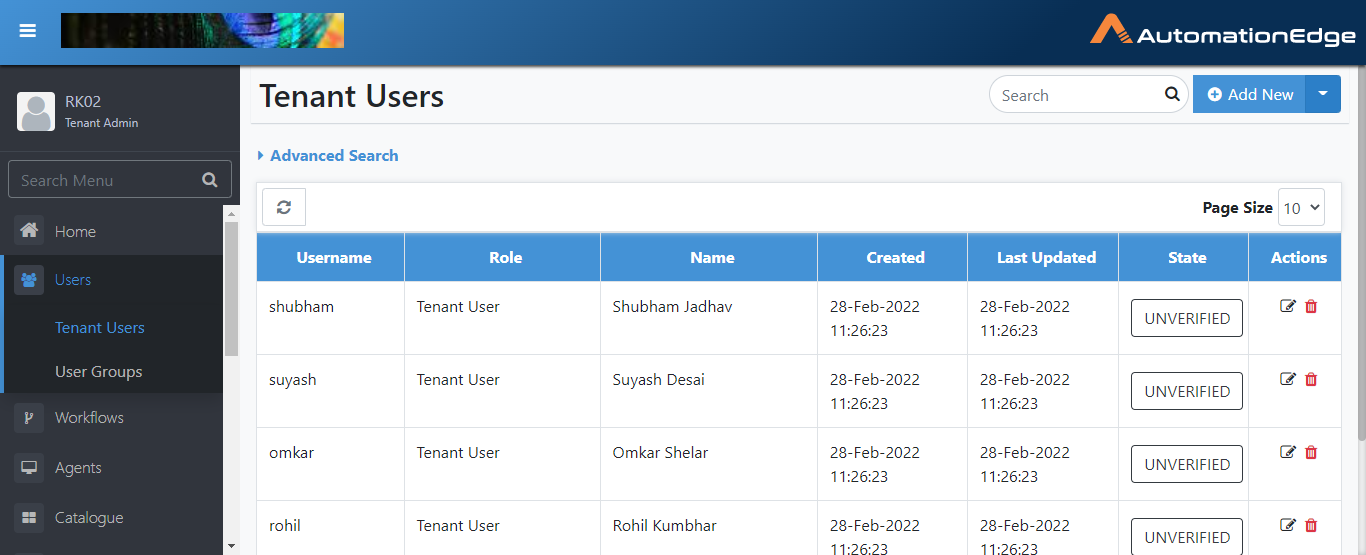 AutomationEdge
RK02
Tenant Admin
Search Menu
Home
Users
Tenant Users
User Groups
Workflows
Agents
Catalogue
Tenant Users
Search
Add New
Advanced Search
Page Size 10
Username Role Name Created Last Updated State Actions
shubham Tenant User Shubham Jadhav 28-Feb-2022 28-Feb-2022
11:26:23 11:26:23
UNVERIFIED
suyash Tenant User Suyash Desai 28-Feb-2022 28-Feb-2022
11:26:23 11:26:23
UNVERIFIED
omkar Tenant User Omkar Shelar 28-Feb-2022 28-Feb-2022
11:26:23 11:26:23
UNVERIFIED
rohil Tenant User Rohil Kumbhar 28-Feb-2022 28-Feb-2022
11:26:23 11:26:23
UNVERIFIED